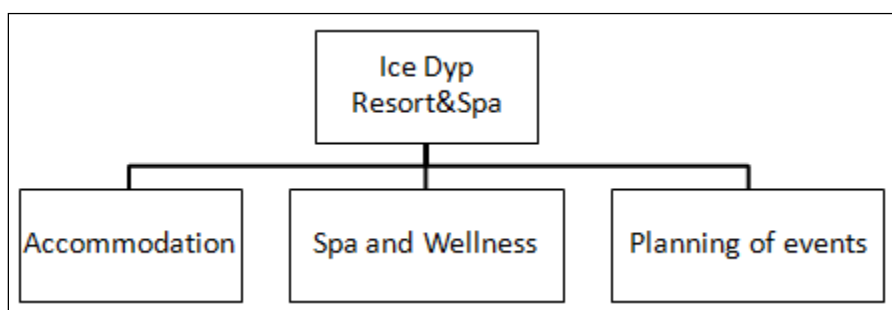 Ice Dyp
Resort&Spa
Accommodation
Spa and Wellness
Planning of events